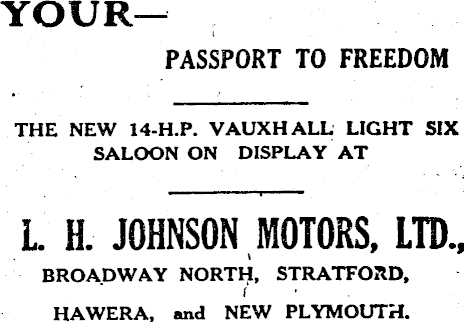 YOUR—
PASSPORT TO FREEDOM
THE NEW 14-H.P. VAUXHALL LIGHT SIX
SALOON ON DISPLAY AT
L. H. JOHNSON MOTORS, LTD.,
BROADWAY NORTH, STRATFORD,
HAWERA, and NEW PLYMOUTH.